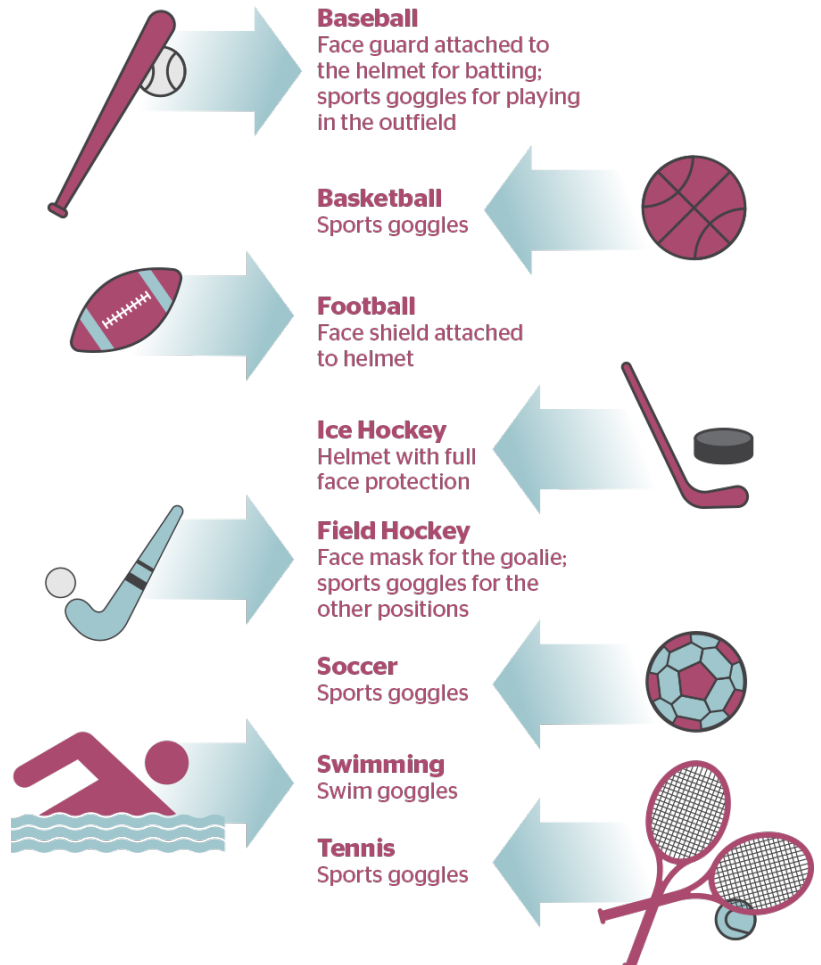 Baseball
Face guard attached to
the helmet for batting;
sports goggles for playing
in the outfield
Basketball
Sports goggles
Football
Face shield attached
to helmet
Ice Hockey
Helmet with full
face protection
Field Hockey
Face mask for the goalie;
sports goggles for the
other positions
Soccer
Sports goggles
Swimming
Swim goggles
Tennis
Sports goggles